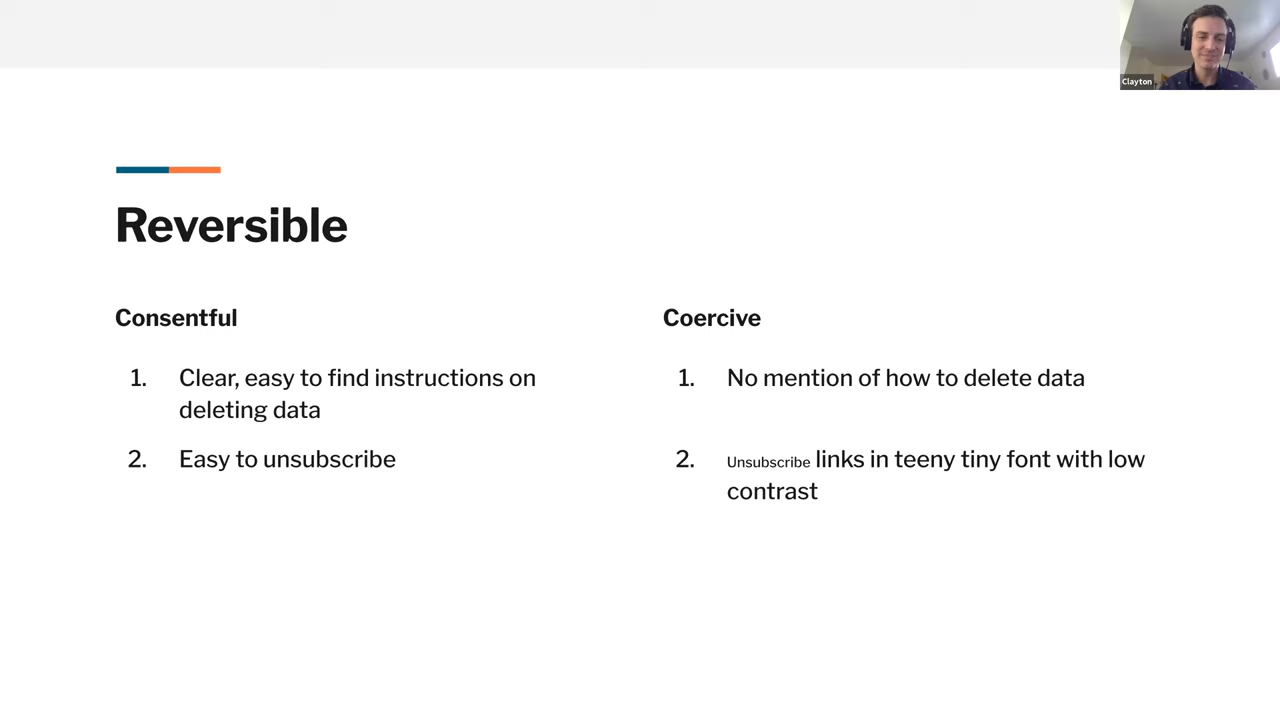 Clayton
Reversible
Consentful
1. Clear, easy to find instructions on
deleting data
2. Easy to unsubscribe
Coercive
1. No mention of how to delete data
2. Unsubscribe links in teeny tiny font with low
contrast